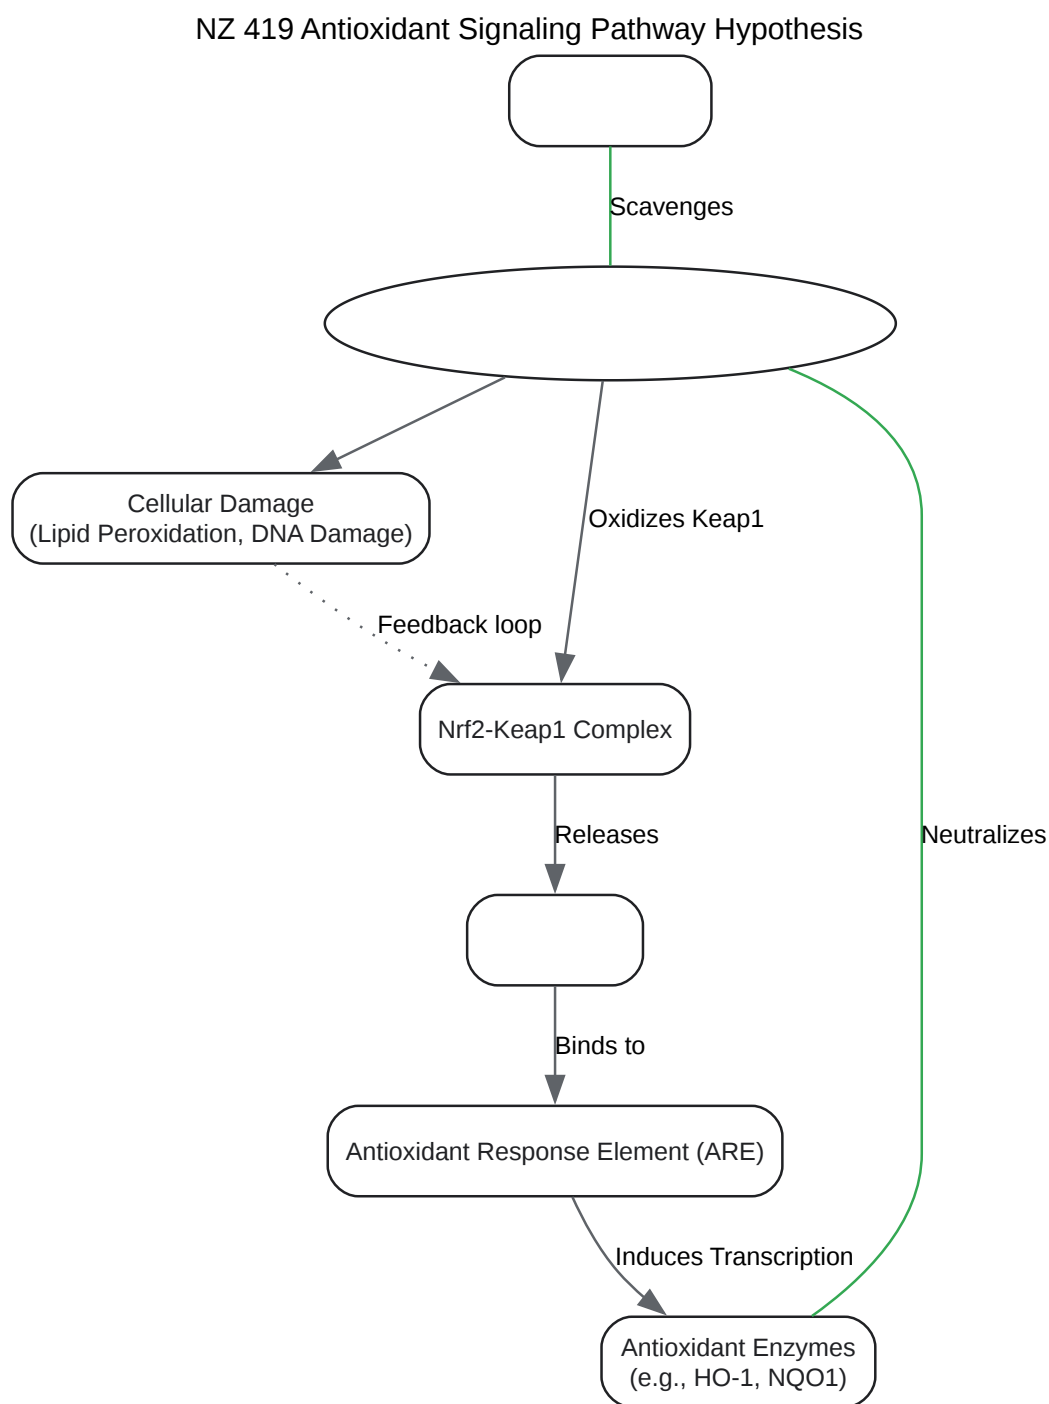 NZ 419 Antioxidant Signaling Pathway Hypothesis
Scavenges
Cellular Damage
(Lipid Peroxidation, DNA Damage)
Oxidizes Keap1
Feedback loop
Nrf2-Keap1 Complex
Releases
Neutralizes
Binds to
Antioxidant Response Element (ARE)
Induces Transcription
Antioxidant Enzymes
(e.g., HO-1, NQO1)